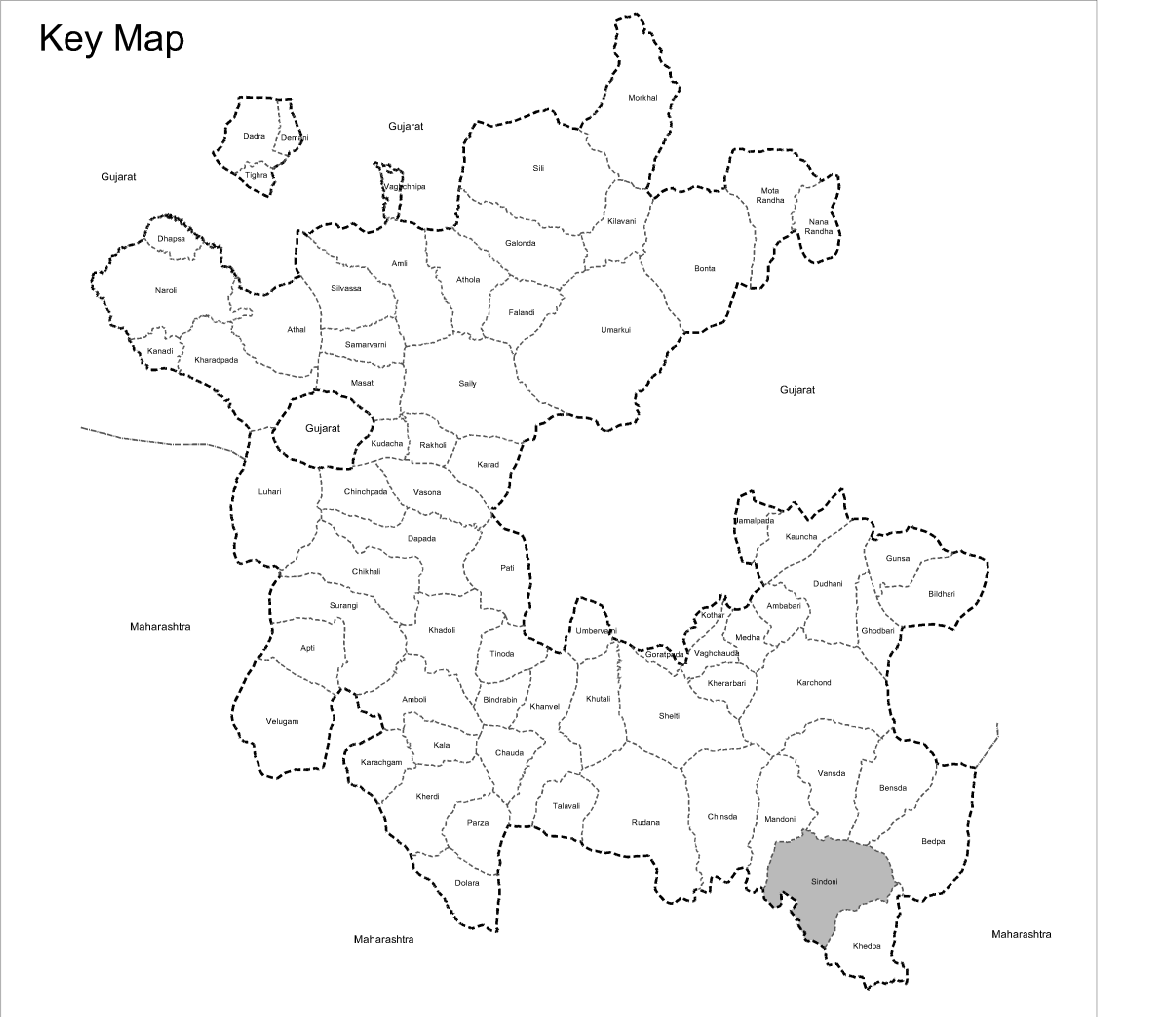 Key Map
Morkhal
Gujarat
Dadra
Demni
Tighra
Gujarat
Sili
Vaghchipa
Mota
Randha
Nana
Randha
Kilavani
Dhapsa
Galonda
Amli
Bonta
Athola
Naroli
Silvassa
Falandi
Athal
Umarkui
Samarvarni
Kanadi
Kharadpada
Masat
Saily
Gujarat
Gujarat
Kudacha
Rakholi
Karad
Luhari
Chinchpada
Vasona
Jamalpada
Kauncha
Dapada
Gunsa
Pati
Chikhali
Dudhani
Bildhari
Surangi
Ambabari
Kothar
Maharashtra
Khadoli
Umbervarni
Medha
Ghodbari
Apti
Tinoda
Goratpada
Vaghchauda
Kherarbari
Karchond
Amboli
Bindrabin
Khanvel
Khutali
Velugam
Shelti
Kala
Chauda
Karachgam
Vansda
Bensda
Kherdi
Talavali
Parza
Rudana
Chinsda
Mandoni
Bedpa
Dolara
Sindoni
Maharashtra
Maharashtra
Khedpa